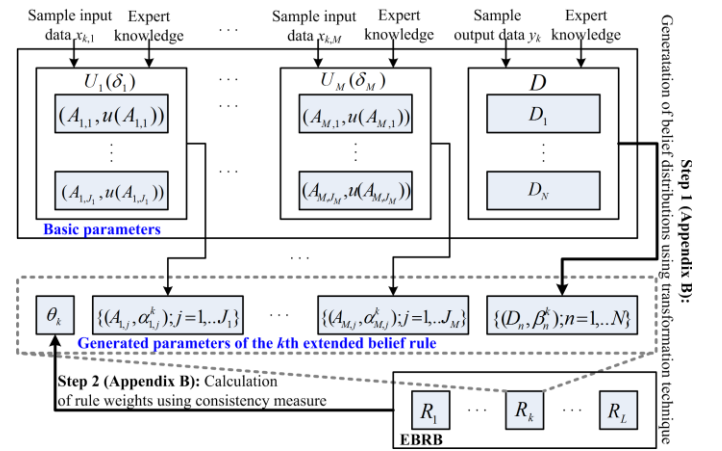 Sample input data x_{k,1}
Expert knowledge
. . .
Sample input data x_{k,M}
Expert knowledge
Sample output data y_k
Expert knowledge
U_1(δ_1)
(A_{1,1}, u(A_{1,1}))
⋮
(A_{1,J_1}, u(A_{1,J_1}))
. . .
. . .
. . .
U_M(δ_M)
(A_{M,1}, u(A_{M,1}))
⋮
(A_{M,J_M}, u(A_{M,J_M}))
D
D_1
⋮
D_N
Basic parameters
Step 1 (Appendix B):
Generatation of belief distributions using transformation technique
. . .
θ_k
{(A_{1,j}, α^k_{1,j}); j=1,..J_1}
. . .
{(A_{M,j}, α^k_{M,j}); j=1,..J_M}
{(D_n, β^k_n); n=1,..N}
Generated parameters of the kth extended belief rule
Step 2 (Appendix B): Calculation
of rule weights using consistency measure
R_1 ⋯ R_k ⋯ R_L
EBRB